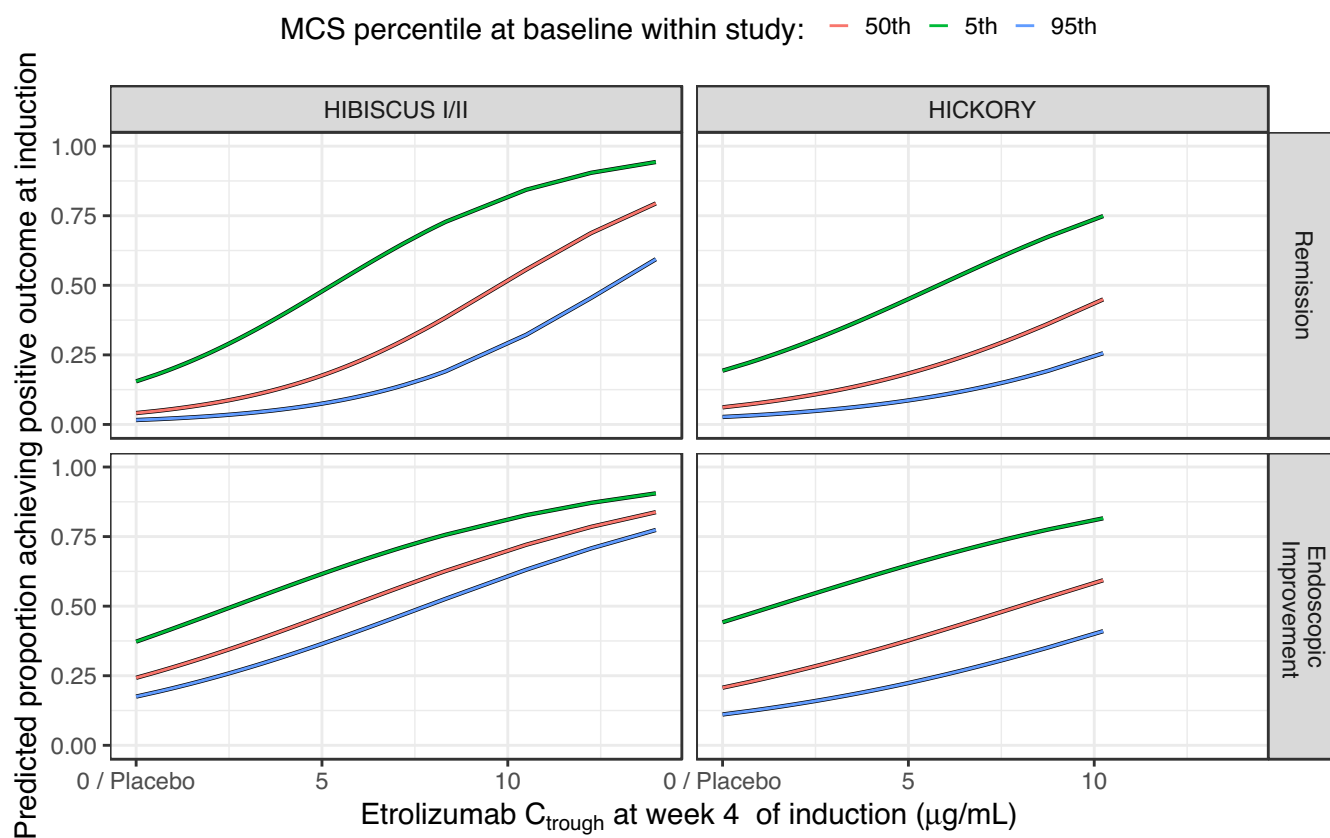 MCS percentile at baseline within study: 50th 5th 95th
Predicted proportion achieving positive outcome at induction
HIBISCUS I/II
HICKORY
1.00
0.75
0.50
0.25
0.00
Remission
1.00
0.75
0.50
0.25
0.00
Endoscopic
Improvement
0 / Placebo 5 10
0 / Placebo 5 10
Etrolizumab Ctrough at week 4 of induction (μg/mL)